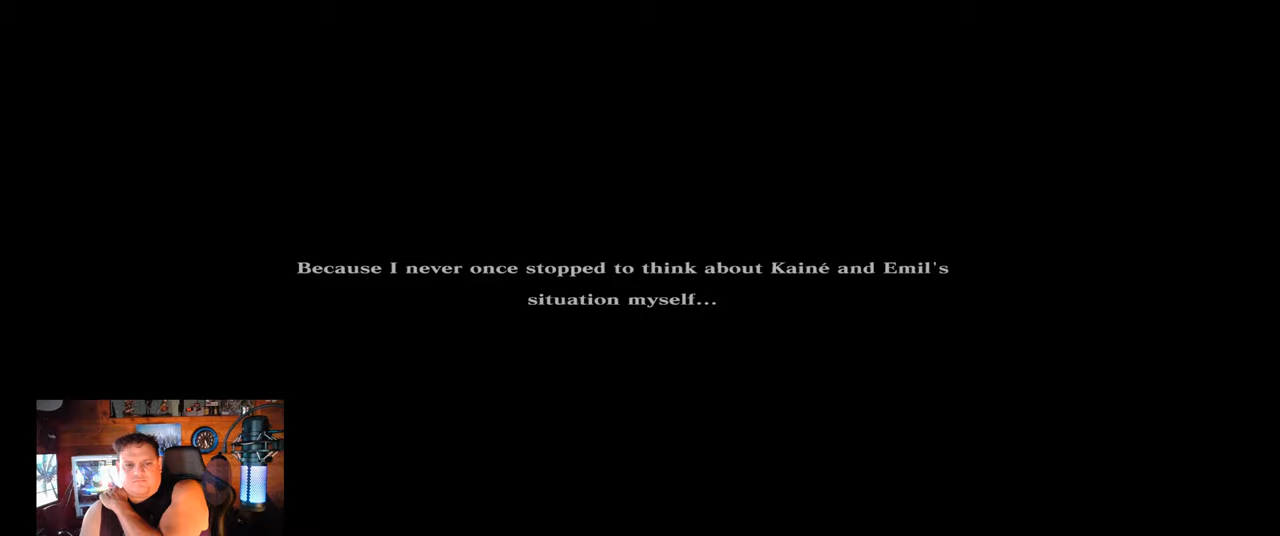 Because I never once stopped to think about Kainé and Emil's
situation myself...